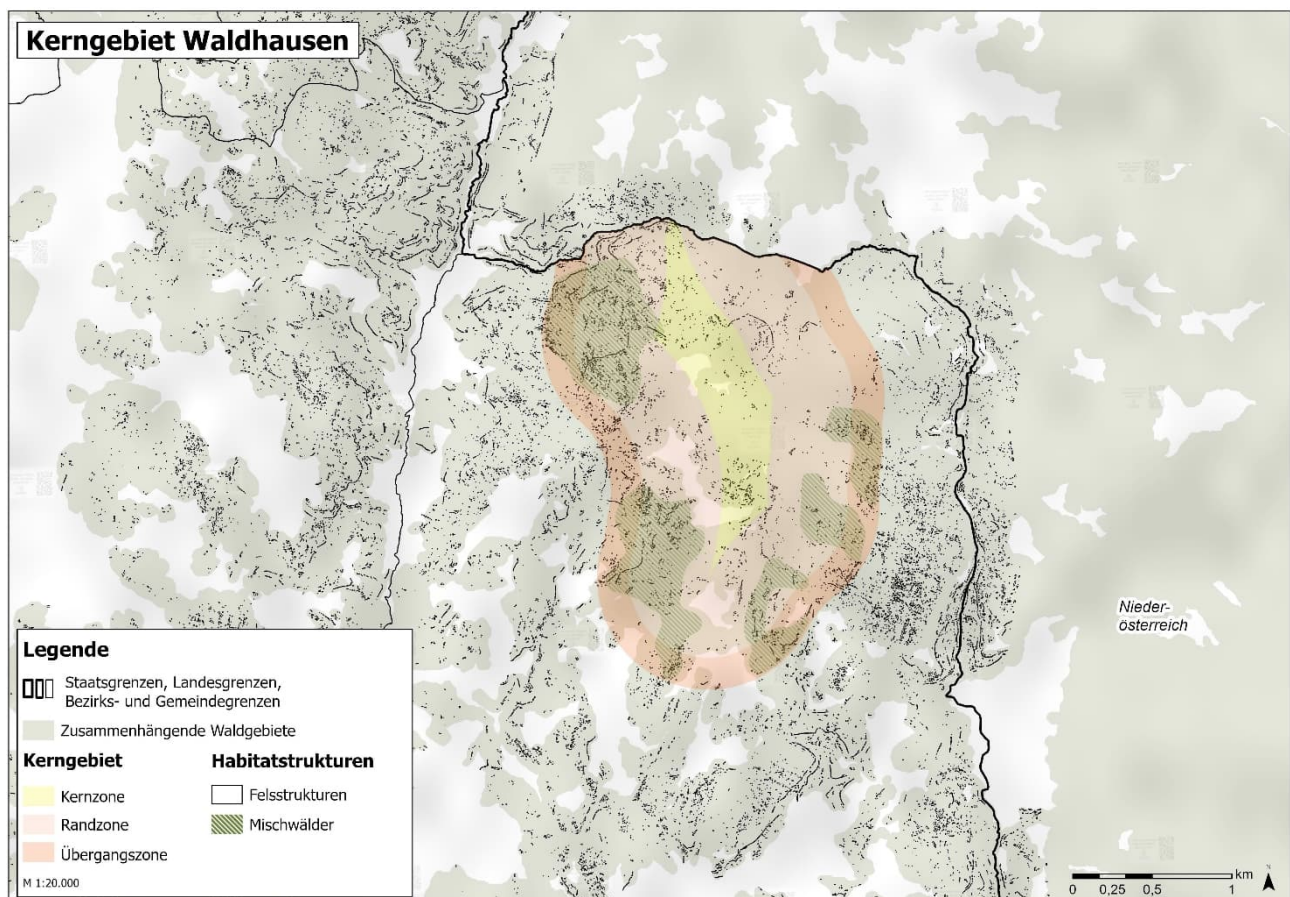 Kerngebiet Waldhausen
Nieder-
österreich
Legende
Staatsgrenzen, Landesgrenzen,
Bezirks- und Gemeindegrenzen
Zusammenhängende Waldgebiete
Kerngebiet
Kernzone
Randzone
Übergangszone
Habitatstrukturen
Felsstrukturen
Mischwälder
M 1:20.000
km
0 0,25 0,5 1
N